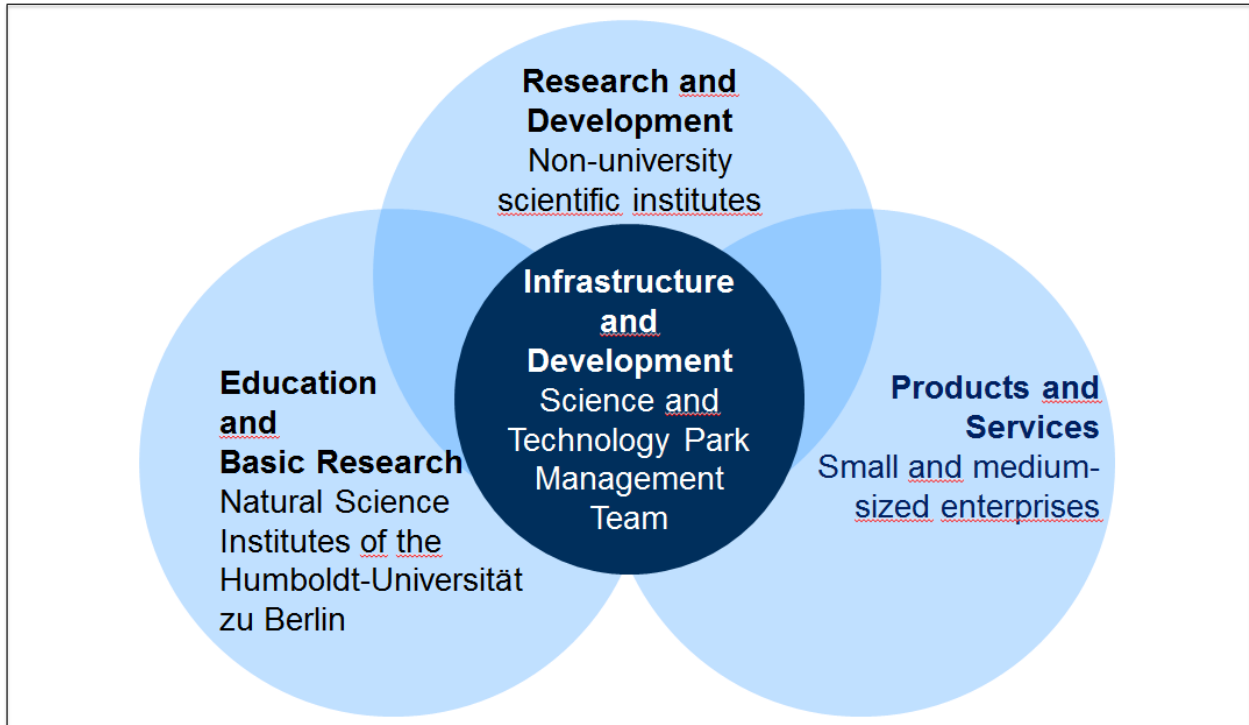 Research and
Development
Non-university
scientific institutes
Infrastructure
and
Development
Science and
Technology Park
Management
Team
Education
and
Basic Research
Natural Science
Institutes of the
Humboldt-Universität
zu Berlin
Products and
Services
Small and medium-
sized enterprises